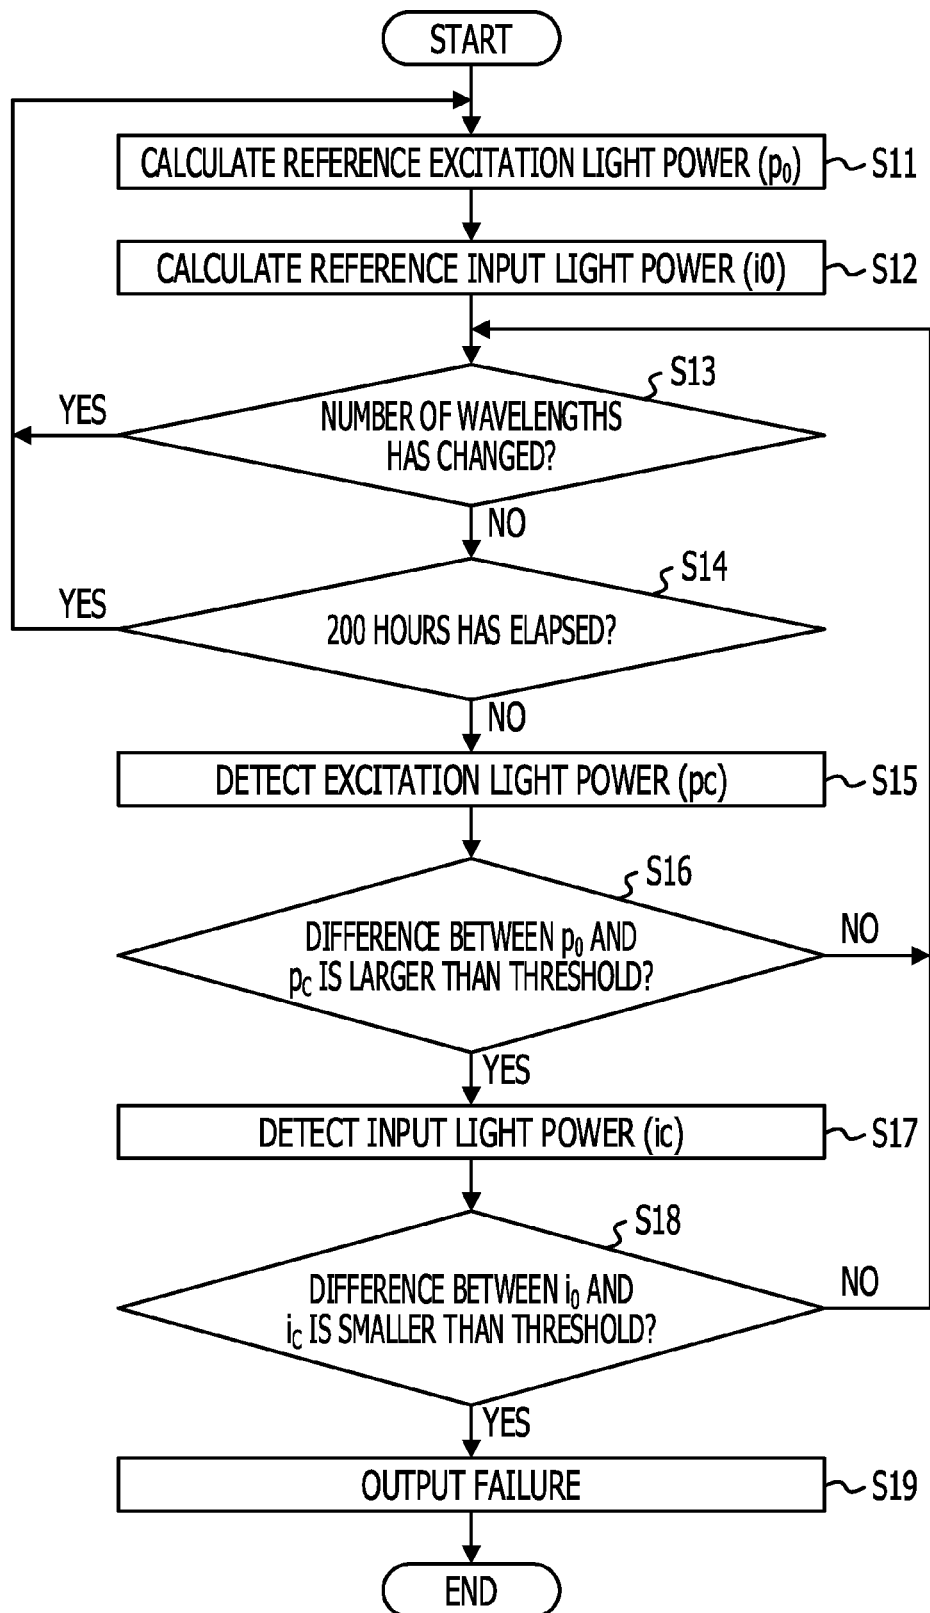 START
CALCULATE REFERENCE EXCITATION LIGHT POWER (p₀)
S11
CALCULATE REFERENCE INPUT LIGHT POWER (i0)
S12
S13
YES
NUMBER OF WAVELENGTHS
HAS CHANGED?
NO
S14
YES
200 HOURS HAS ELAPSED?
NO
DETECT EXCITATION LIGHT POWER (pc)
S15
S16
NO
DIFFERENCE BETWEEN p₀ AND
p_C IS LARGER THAN THRESHOLD?
YES
DETECT INPUT LIGHT POWER (ic)
S17
S18
NO
DIFFERENCE BETWEEN i₀ AND
i_C IS SMALLER THAN THRESHOLD?
YES
OUTPUT FAILURE
S19
END